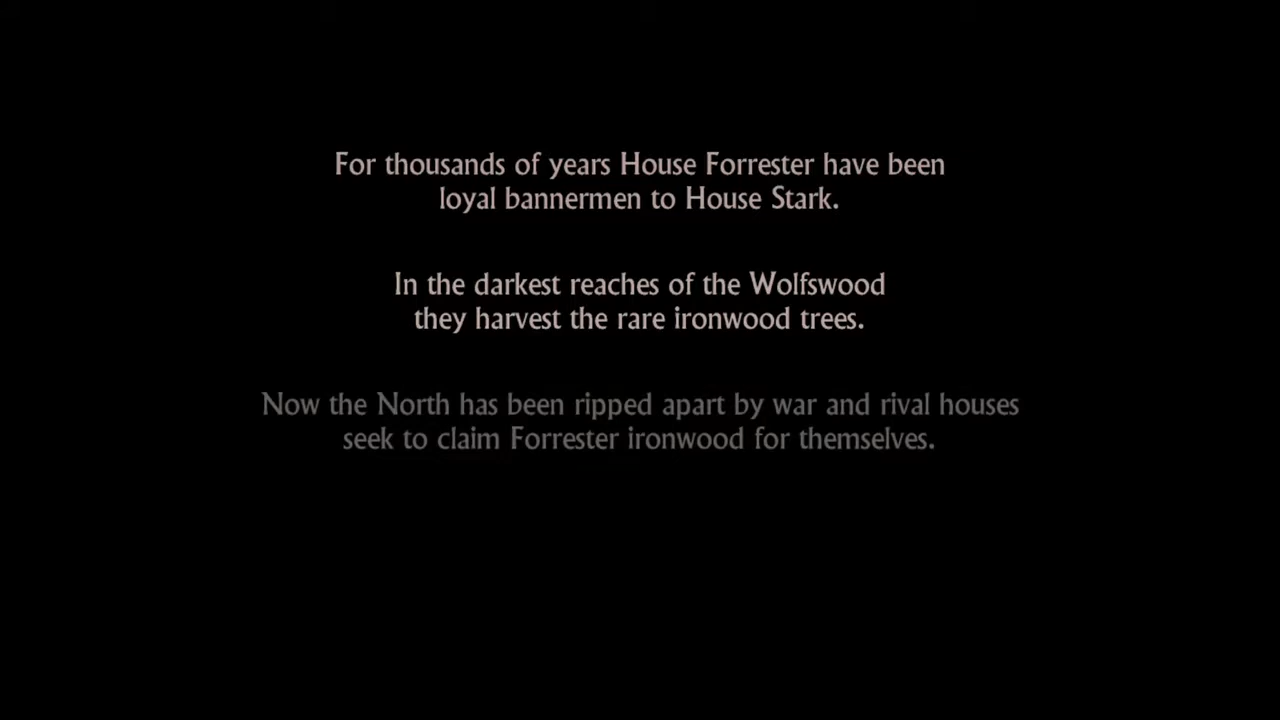 For thousands of years House Forrester have been
loyal bannermen to House Stark.
In the darkest reaches of the Wolfswood
they harvest the rare ironwood trees.
Now the North has been ripped apart by war and rival houses
seek to claim Forrester ironwood for themselves.